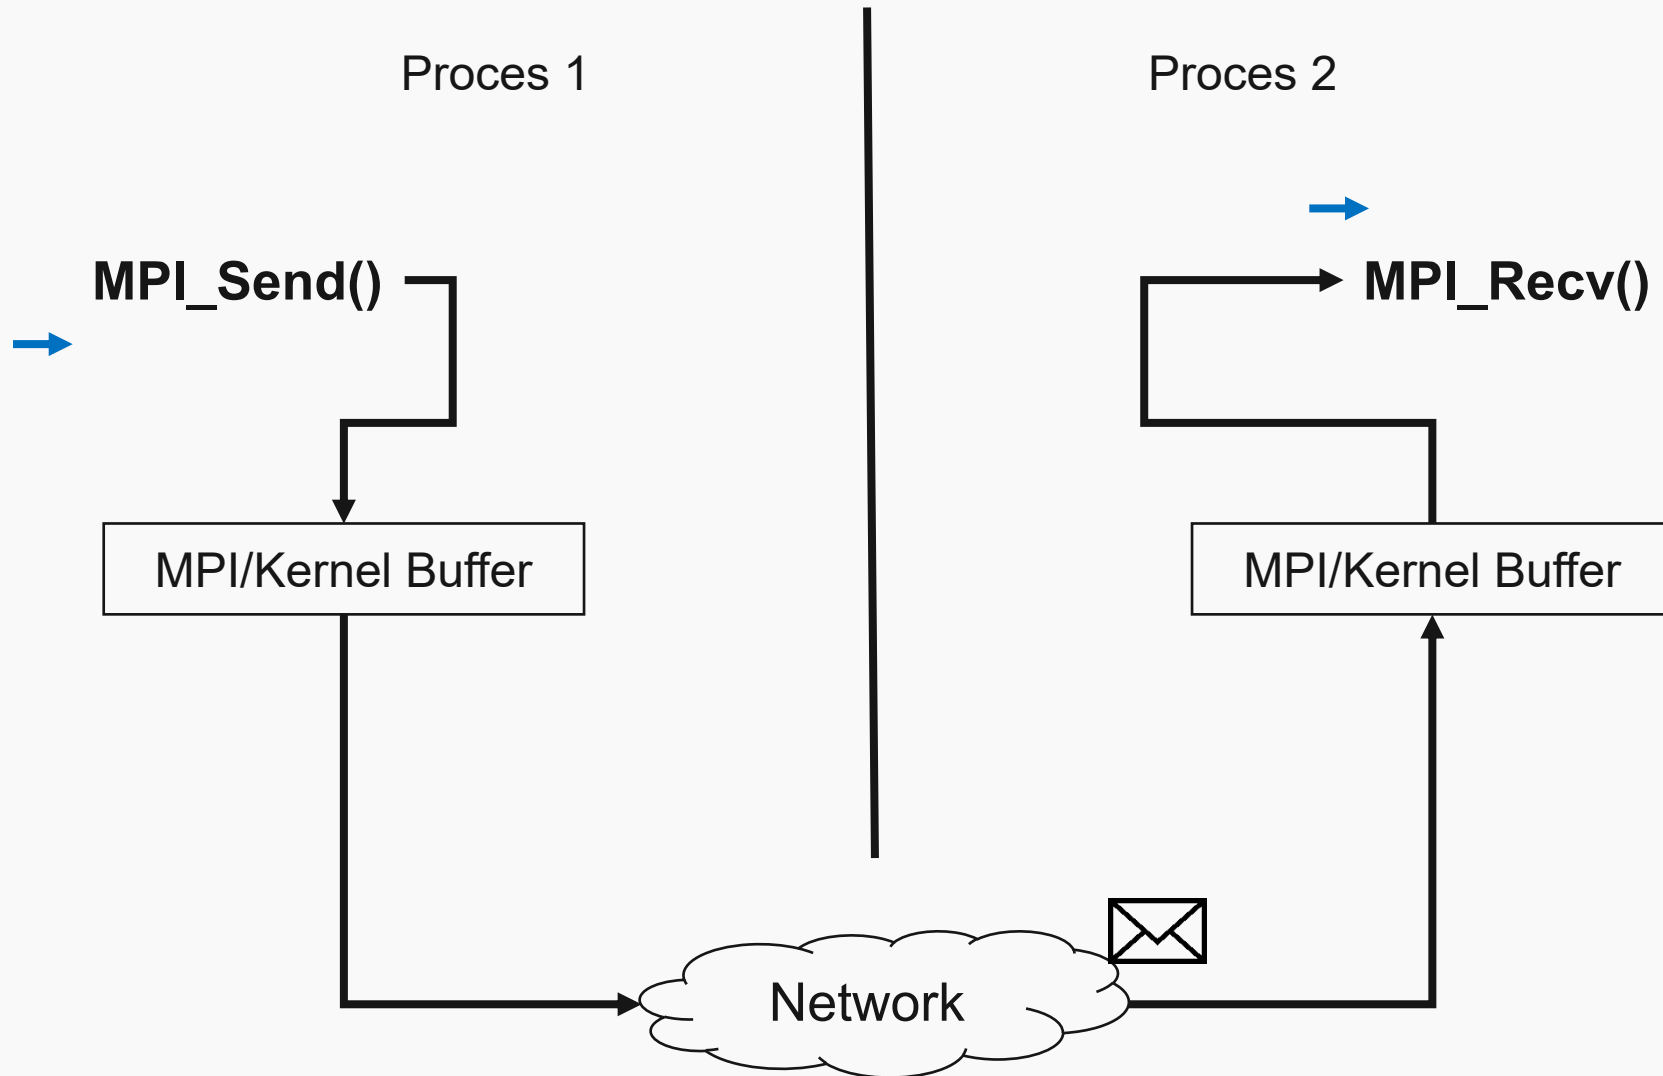 Proces 1
Proces 2
MPI_Send()
MPI_Recv()
MPI/Kernel Buffer
MPI/Kernel Buffer
Network